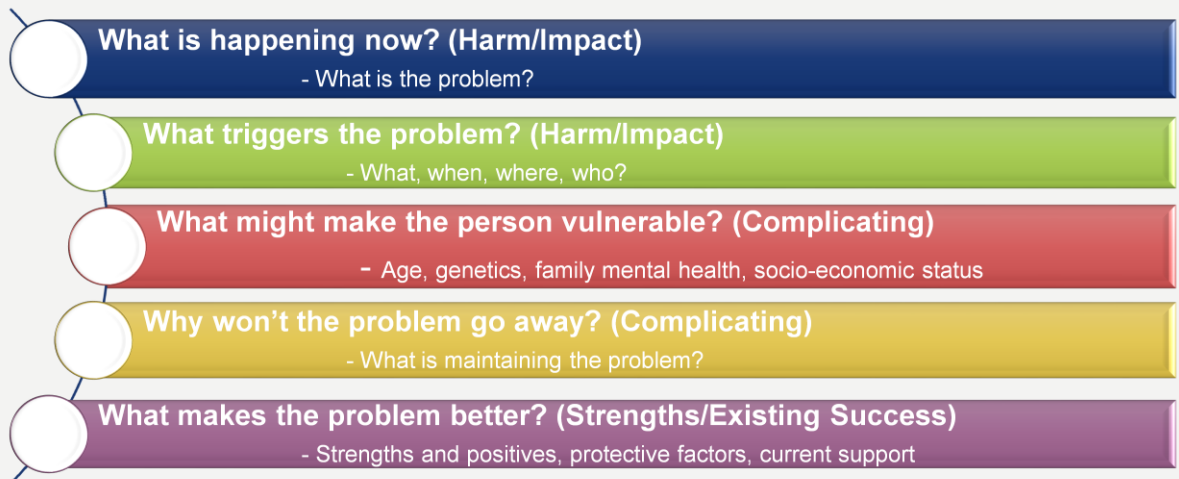 What is happening now? (Harm/Impact)
- What is the problem?
What triggers the problem? (Harm/Impact)
- What, when, where, who?
What might make the person vulnerable? (Complicating)
- Age, genetics, family mental health, socio-economic status
Why won’t the problem go away? (Complicating)
- What is maintaining the problem?
What makes the problem better? (Strengths/Existing Success)
- Strengths and positives, protective factors, current support